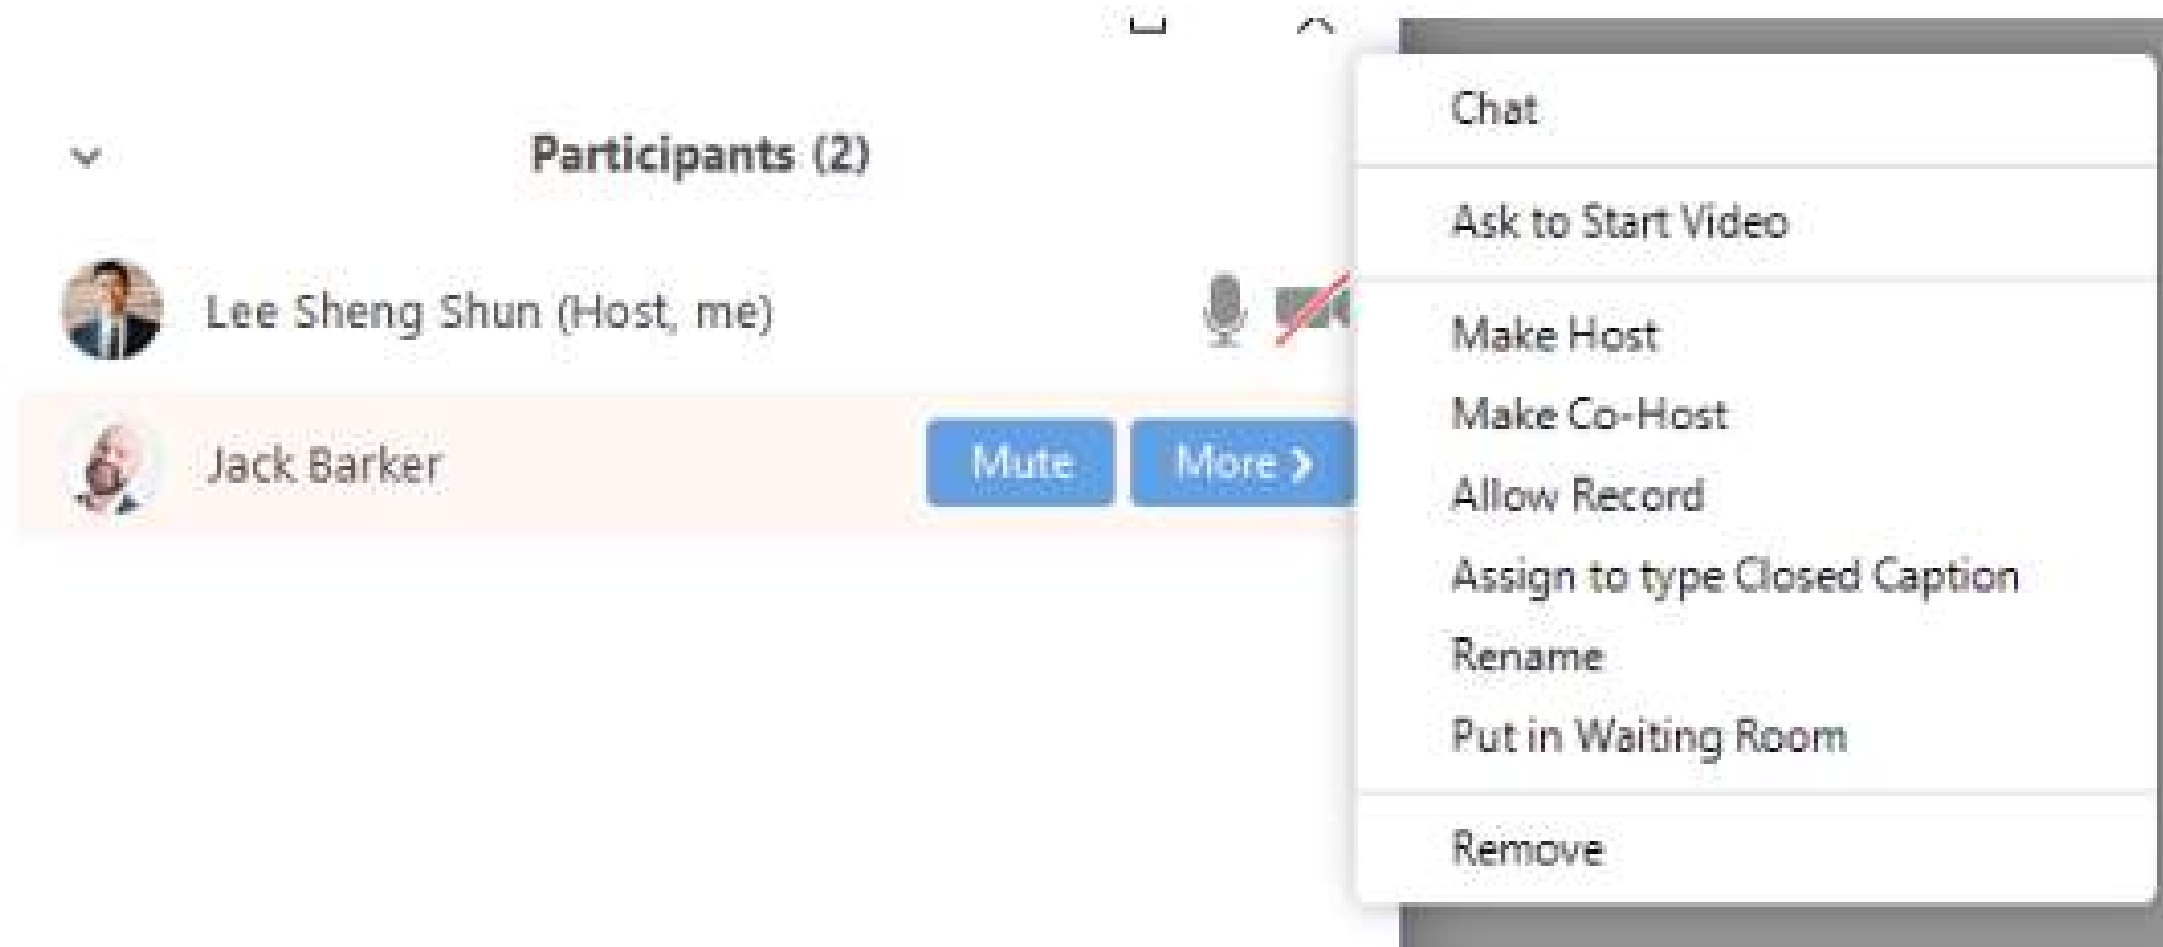 Participants (2)
Lee Sheng Shun (Host, me)
Jack Barker
Mute
More
Chat
Ask to Start Video
Make Host
Make Co-Host
Allow Record
Assign to type Closed Caption
Rename
Put in Waiting Room
Remove